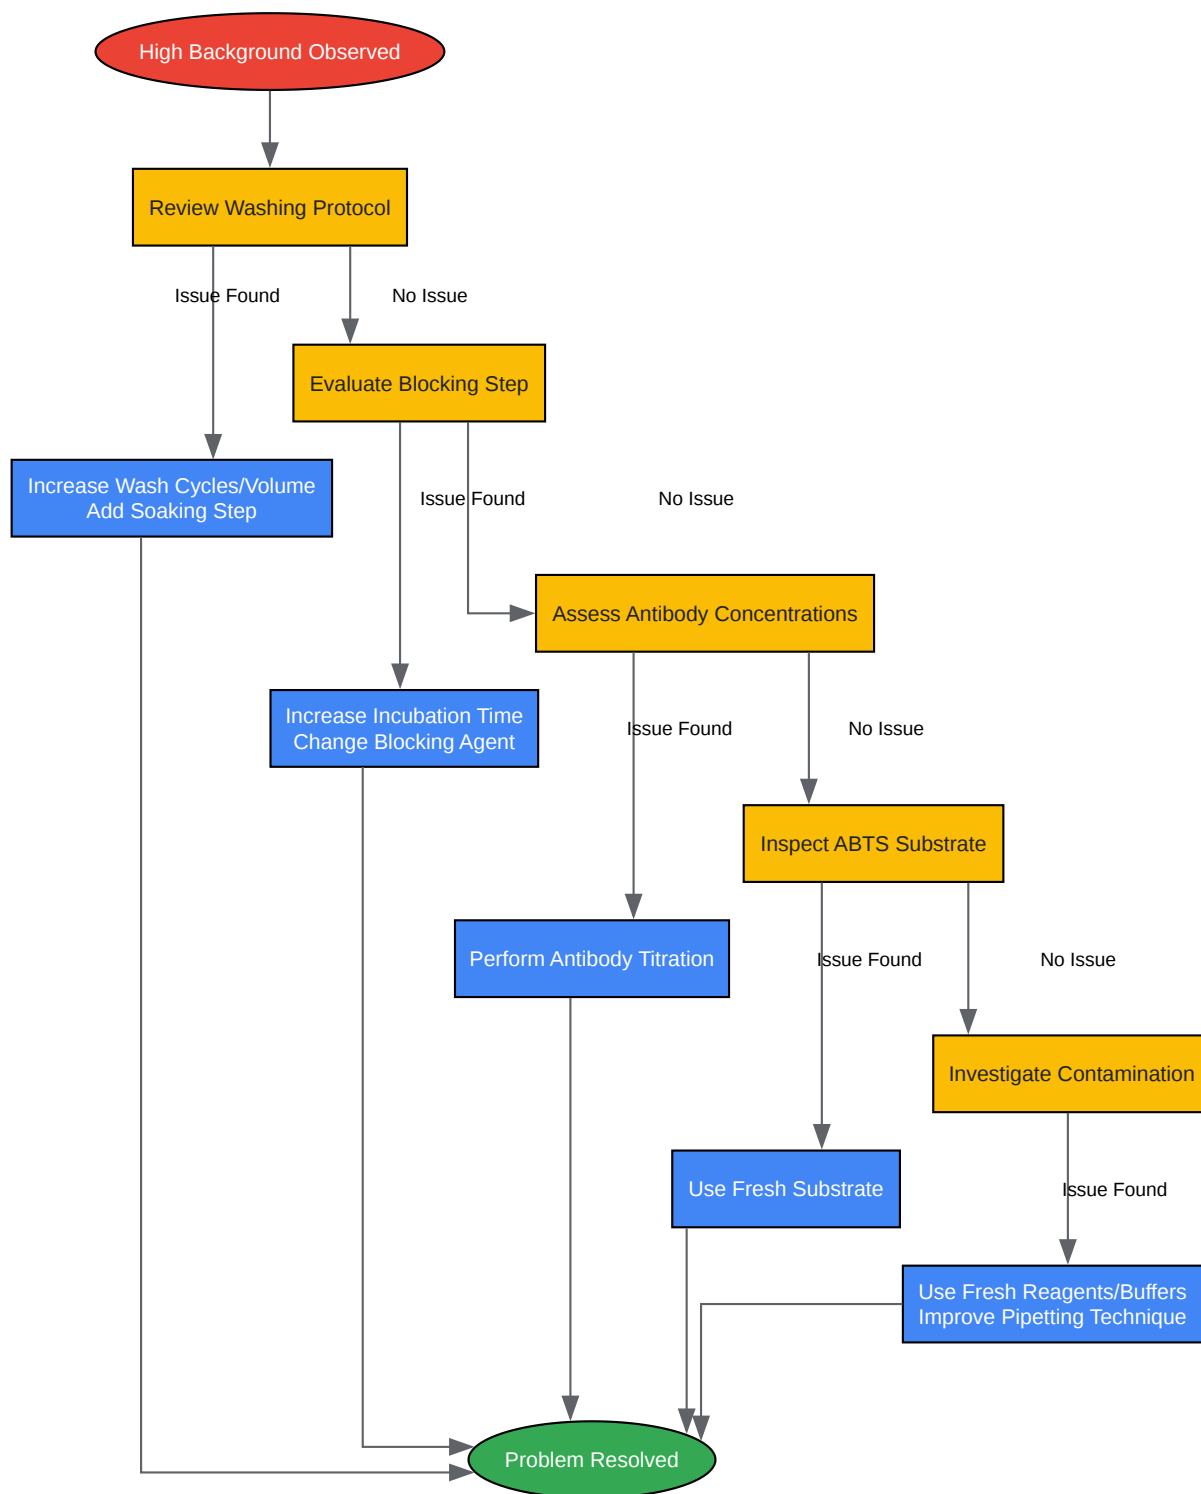 High Background Observed
Review Washing Protocol
Issue Found
No Issue
Evaluate Blocking Step
Increase Wash Cycles/Volume
Add Soaking Step
Issue Found
No Issue
Assess Antibody Concentrations
Increase Incubation Time
Change Blocking Agent
Issue Found
No Issue
Inspect ABTS Substrate
Perform Antibody Titration
Issue Found
No Issue
Investigate Contamination
Use Fresh Substrate
Issue Found
Use Fresh Reagents/Buffers
Improve Pipetting Technique
Problem Resolved